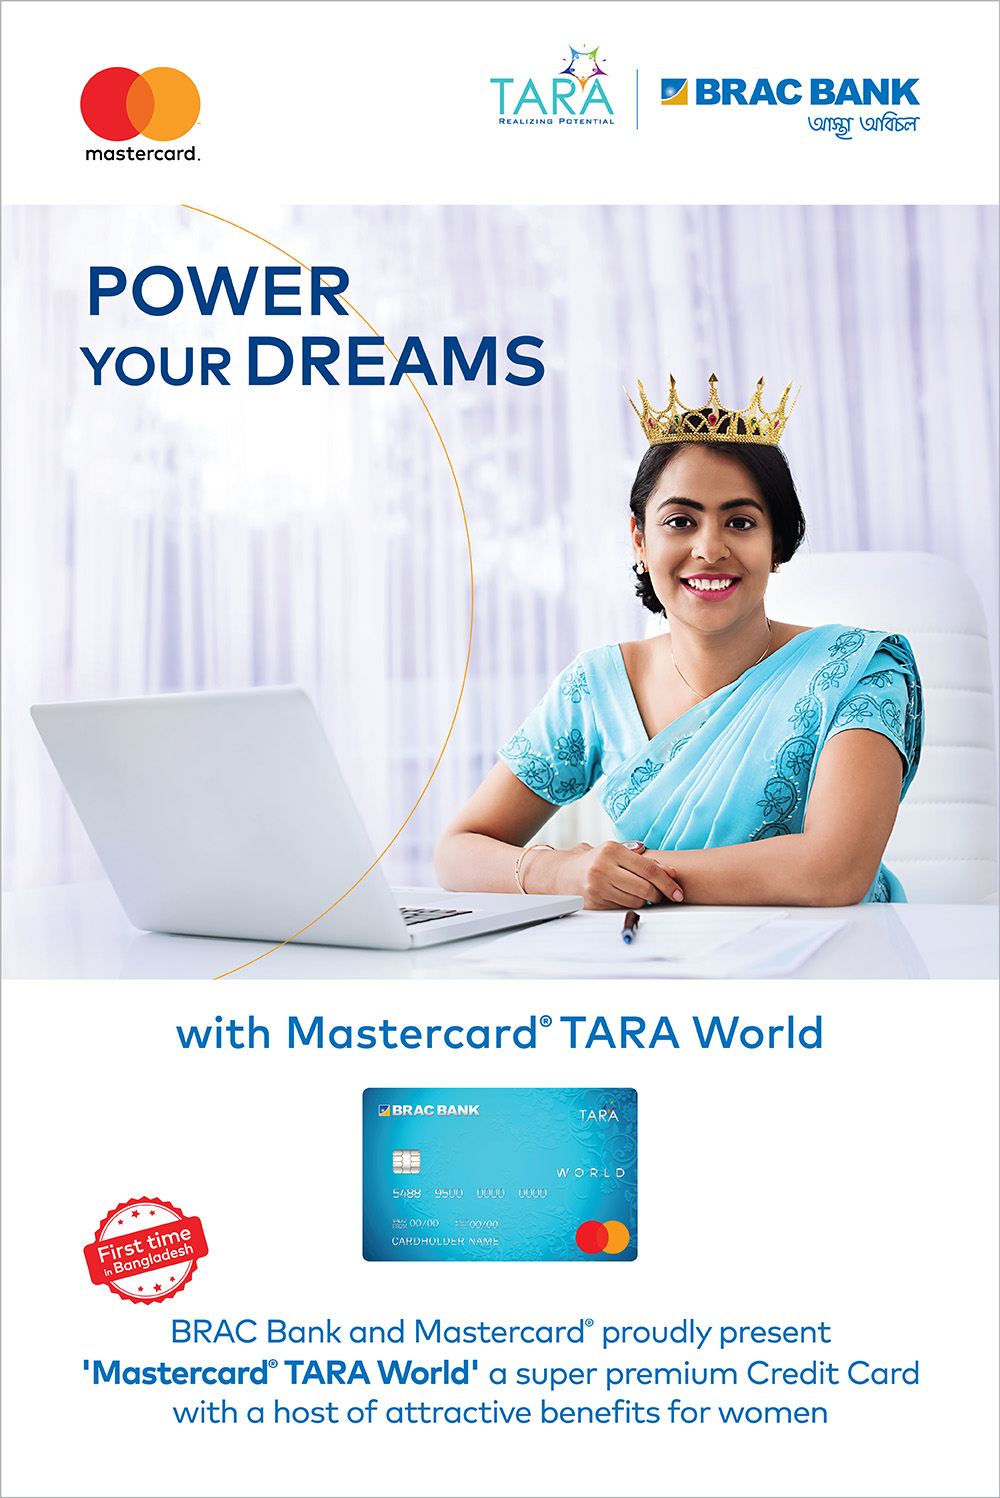 mastercard.
TARA
REALIZING POTENTIAL
BRAC BANK
আস্থা অবিচল
POWER
YOUR DREAMS
with Mastercard® TARA World
BRAC BANK
TARA
WORLD
5488 9500 0000 0000
00/00 00/00
CARDHOLDER NAME
First time
in Bangladesh
BRAC Bank and Mastercard® proudly present
'Mastercard® TARA World' a super premium Credit Card
with a host of attractive benefits for women